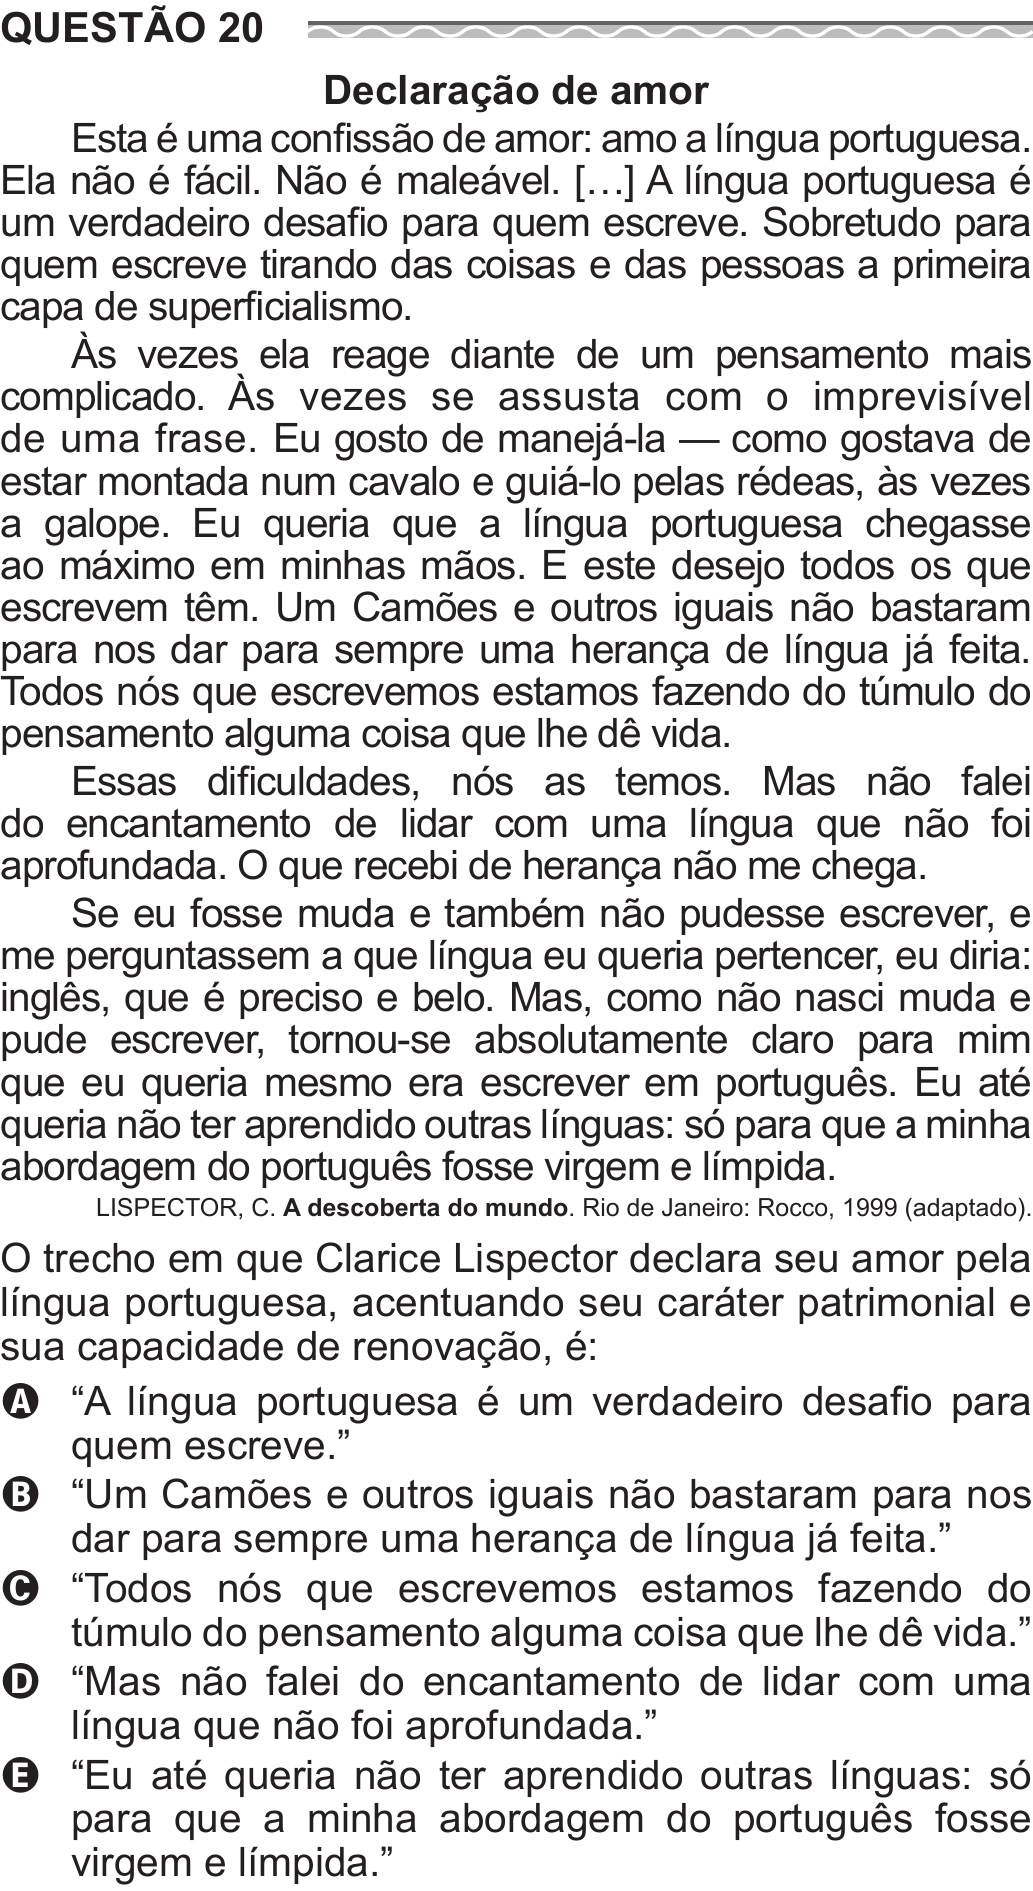 QUESTÃO 20
Declaração de amor
Esta é uma confissão de amor: amo a língua portuguesa.
Ela não é fácil. Não é maleável. […] A língua portuguesa é
um verdadeiro desafio para quem escreve. Sobretudo para
quem escreve tirando das coisas e das pessoas a primeira
capa de superficialismo.
Às vezes ela reage diante de um pensamento mais
complicado. Às vezes se assusta com o imprevisível
de uma frase. Eu gosto de manejá-la — como gostava de
estar montada num cavalo e guiá-lo pelas rédeas, às vezes
a galope. Eu queria que a língua portuguesa chegasse
ao máximo em minhas mãos. E este desejo todos os que
escrevem têm. Um Camões e outros iguais não bastaram
para nos dar para sempre uma herança de língua já feita.
Todos nós que escrevemos estamos fazendo do túmulo do
pensamento alguma coisa que lhe dê vida.
Essas dificuldades, nós as temos. Mas não falei
do encantamento de lidar com uma língua que não foi
aprofundada. O que recebi de herança não me chega.
Se eu fosse muda e também não pudesse escrever, e
me perguntassem a que língua eu queria pertencer, eu diria:
inglês, que é preciso e belo. Mas, como não nasci muda e
pude escrever, tornou-se absolutamente claro para mim
que eu queria mesmo era escrever em português. Eu até
queria não ter aprendido outras línguas: só para que a minha
abordagem do português fosse virgem e límpida.
LISPECTOR, C. A descoberta do mundo. Rio de Janeiro: Rocco, 1999 (adaptado).
O trecho em que Clarice Lispector declara seu amor pela
língua portuguesa, acentuando seu caráter patrimonial e
sua capacidade de renovação, é:
A “A língua portuguesa é um verdadeiro desafio para
quem escreve.”
B “Um Camões e outros iguais não bastaram para nos
dar para sempre uma herança de língua já feita.”
C “Todos nós que escrevemos estamos fazendo do
túmulo do pensamento alguma coisa que lhe dê vida.”
D “Mas não falei do encantamento de lidar com uma
língua que não foi aprofundada.”
E “Eu até queria não ter aprendido outras línguas: só
para que a minha abordagem do português fosse
virgem e límpida.”